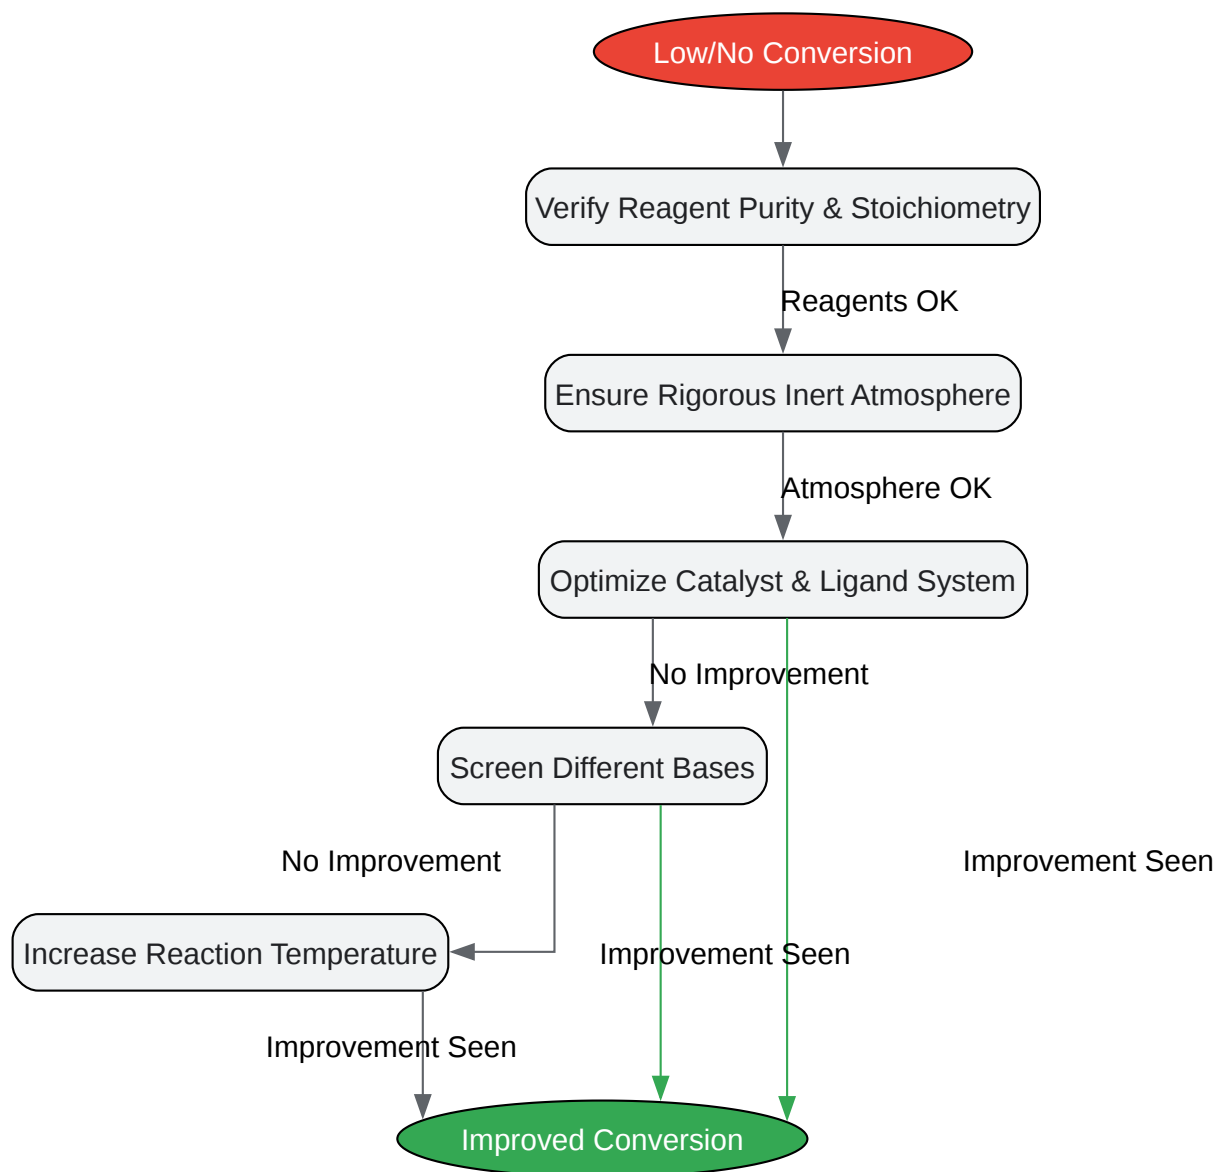 Low/No Conversion
Verify Reagent Purity & Stoichiometry
Reagents OK
Ensure Rigorous Inert Atmosphere
Atmosphere OK
Optimize Catalyst & Ligand System
No Improvement
Screen Different Bases
No Improvement
Improvement Seen
Increase Reaction Temperature
Improvement Seen
Improvement Seen
Improved Conversion